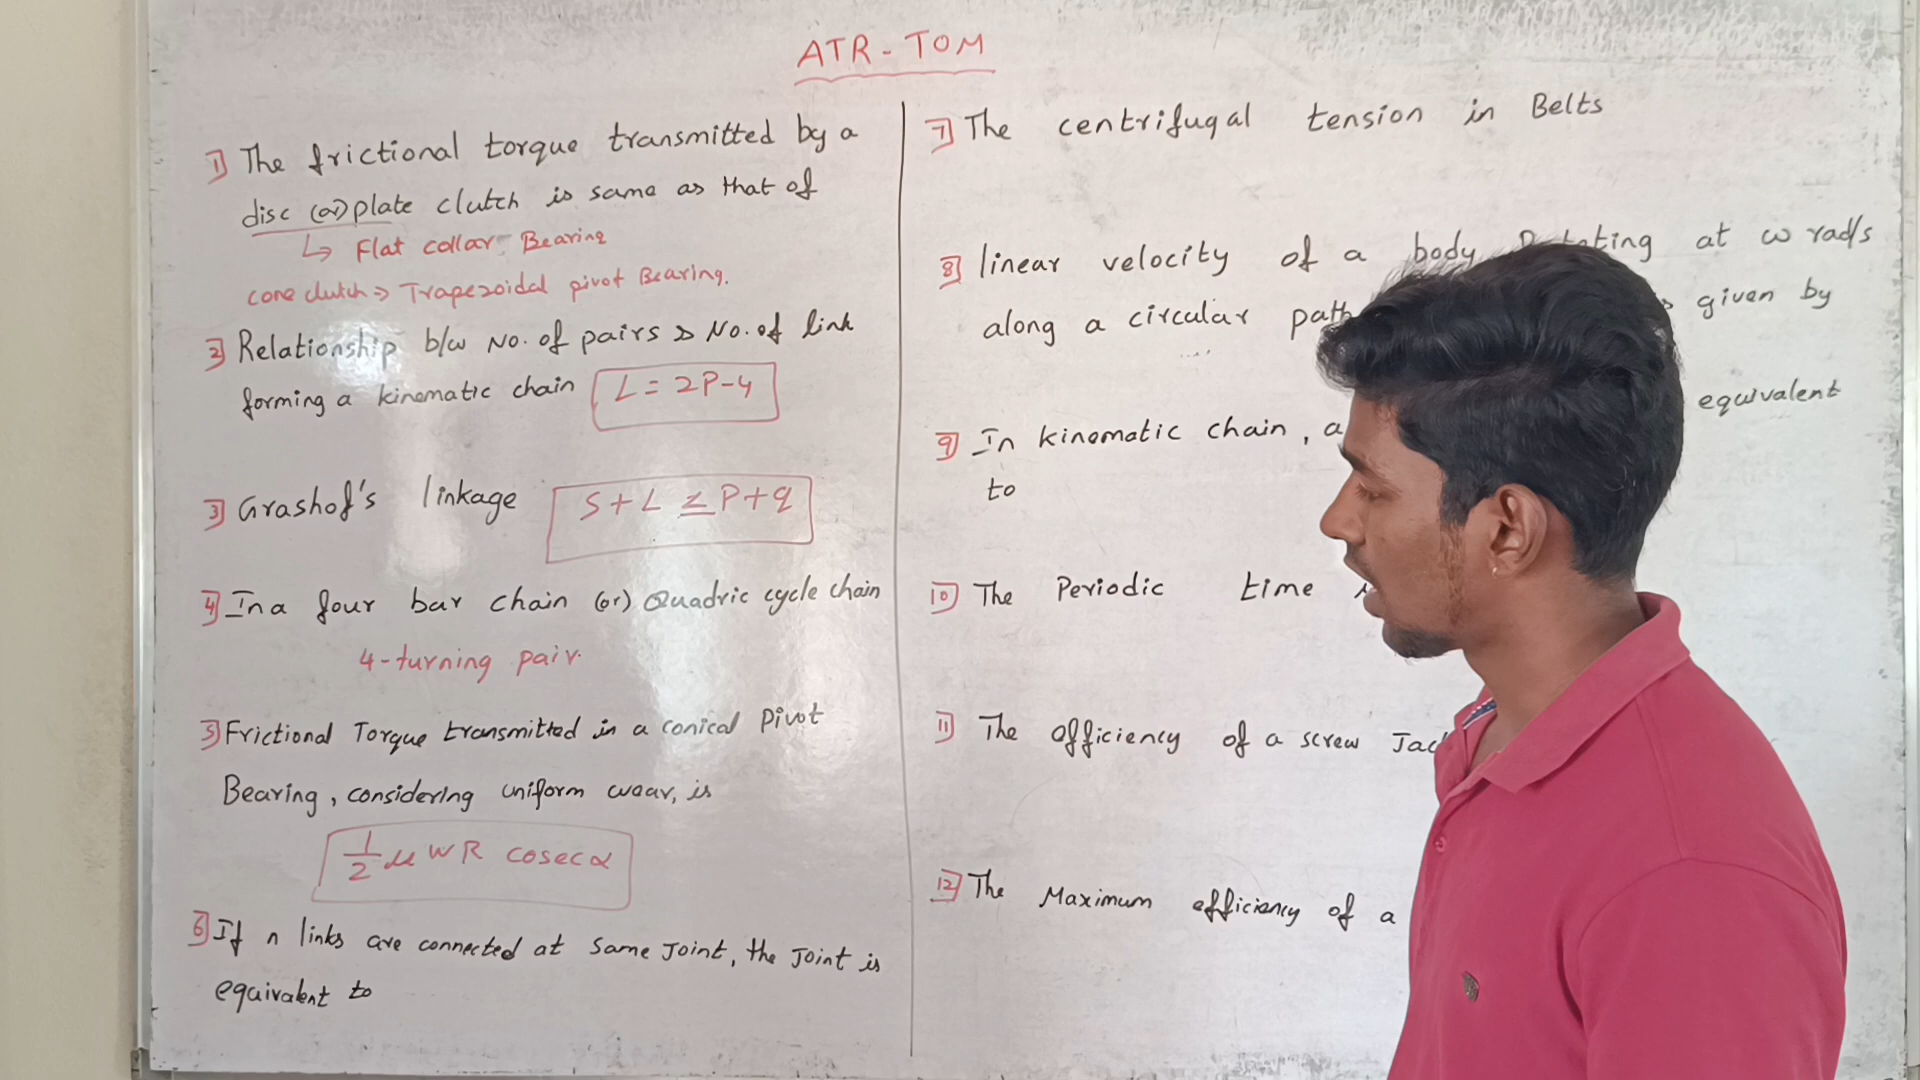 ATR - TOM
1] The frictional torque transmitted by a
disc (or) plate clutch is same as that of
↳ Flat collar Bearing
cone clutch ⇒ Trapezoidal pivot Bearing.
2] Relationship b/w No. of pairs & No. of link
forming a kinematic chain L = 2P-4
3] Grashof's linkage S+L ≤ P+q
4] In a four bar chain (or) Quadric cycle chain
4-turning pair.
5] Frictional Torque transmitted in a conical Pivot
Bearing, considering uniform wear, is
1/2 μ W R cosec α
6] If n links are connected at same Joint, the Joint is
equivalent to
7] The centrifugal tension in Belts
8] linear velocity of a body Rotating at ω rad/s
along a circular path given by
9] In kinematic chain, a equivalent
to
10] The Periodic time
11] The efficiency of a screw Jack
12] The Maximum efficiency of a